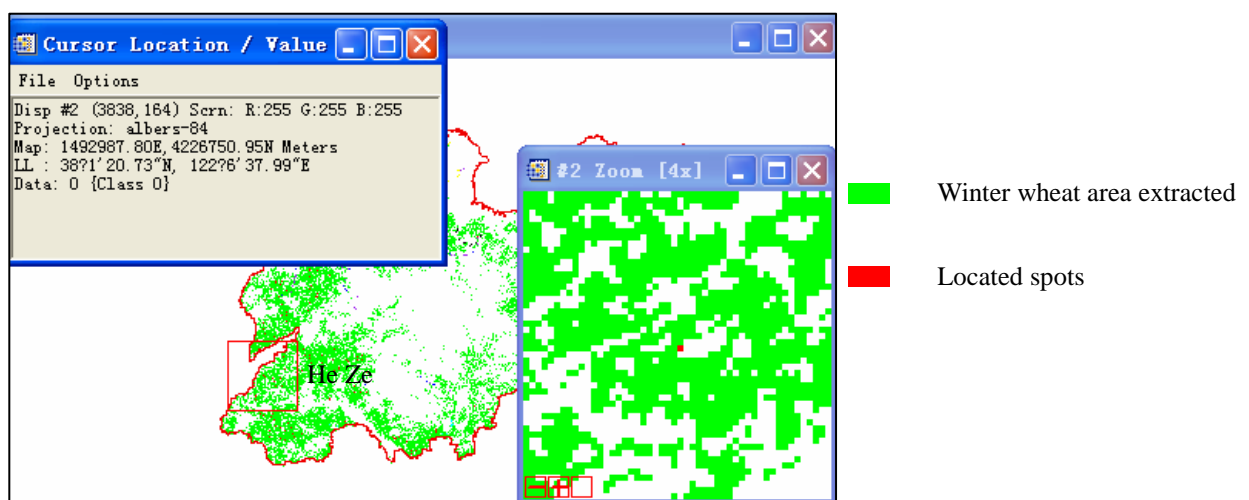 Cursor Location / Value
File Options
Disp #2 (3838,164) Scrn: R:255 G:255 B:255
Projection: albers-84
Map: 1492987.80E,4226750.95N Meters
LL : 38?1'20.73"N, 122?6'37.99"E
Data: 0 {Class 0}
#2 Zoom [4x]
Winter wheat area extracted
Located spots
He Ze